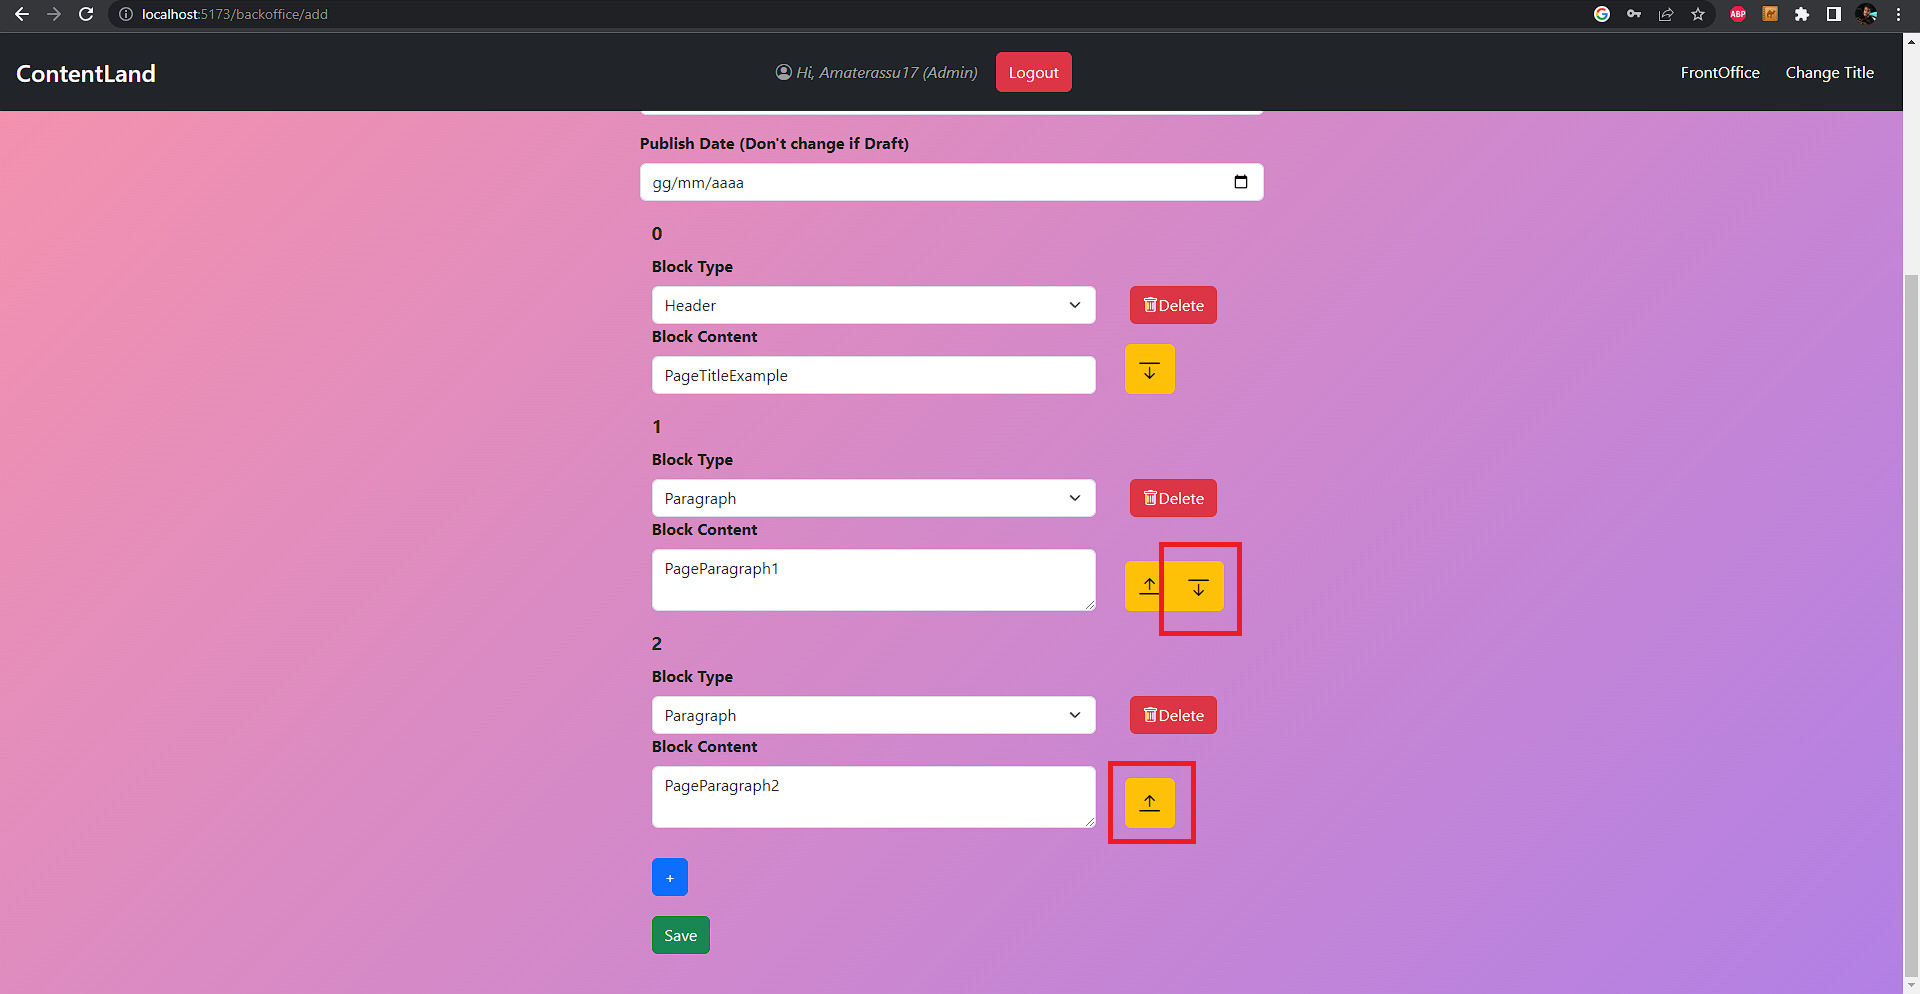 localhost:5173/backoffice/add
ABP
ContentLand
Hi, Amaterassu17 (Admin)
Logout
FrontOffice
Change Title
Publish Date (Don't change if Draft)
gg/mm/aaaa
0
Block Type
Header
Delete
Block Content
PageTitleExample
1
Block Type
Paragraph
Delete
Block Content
PageParagraph1
2
Block Type
Paragraph
Delete
Block Content
PageParagraph2
+
Save